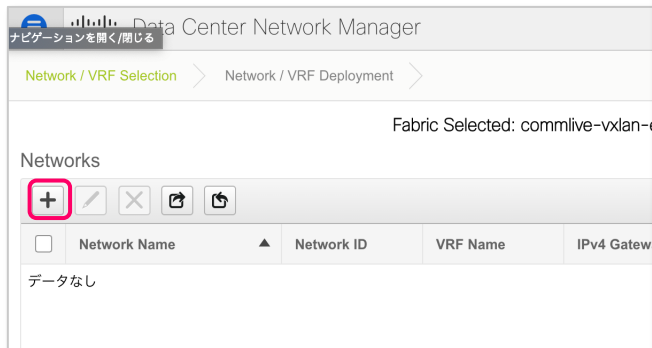 Data Center Network Manager
ナビゲーションを開く/閉じる
Network / VRF Selection
Network / VRF Deployment
Fabric Selected: commlive-vxlan-e
Networks
Network Name
Network ID
VRF Name
IPv4 Gatew
データなし